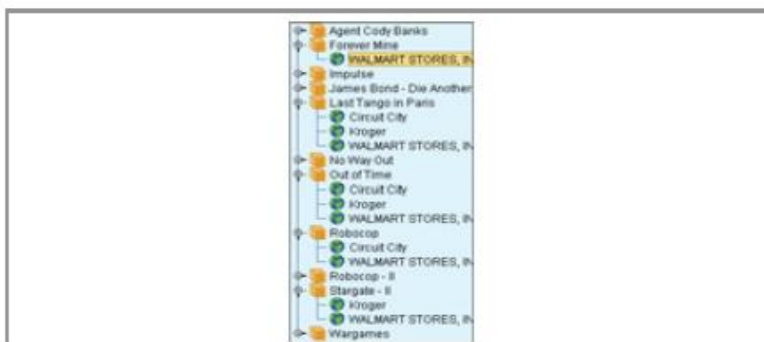 Agent Cody Banks
Forever Mine
WALMART STORES, IN
Impulse
James Bond - Die Another
Last Tango in Paris
Circuit City
Kroger
WALMART STORES, IN
No Way Out
Out of Time
Circuit City
Kroger
WALMART STORES, IN
Robocop
Circuit City
WALMART STORES, IN
Robocop - II
Stargate - II
Kroger
WALMART STORES, IN
Wargames